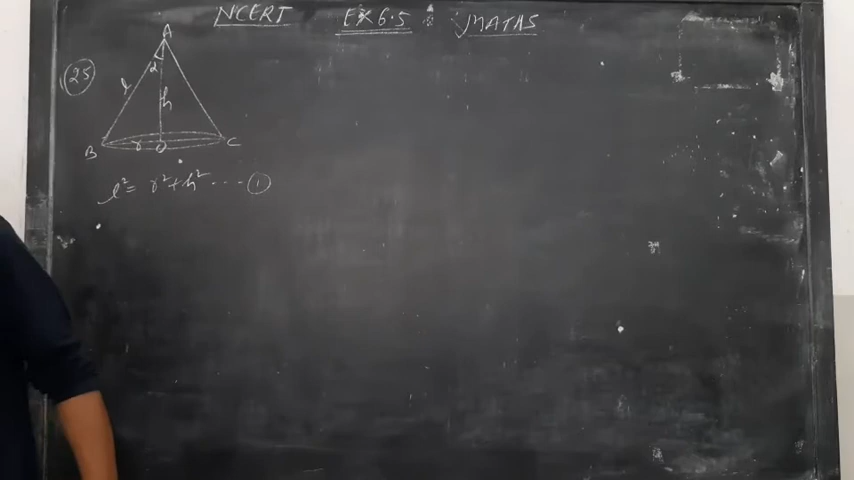 NCERT EX 6.5 : MATHS
(25)
A
α
l
h
B r O C
l² = r² + h² ---- (1)